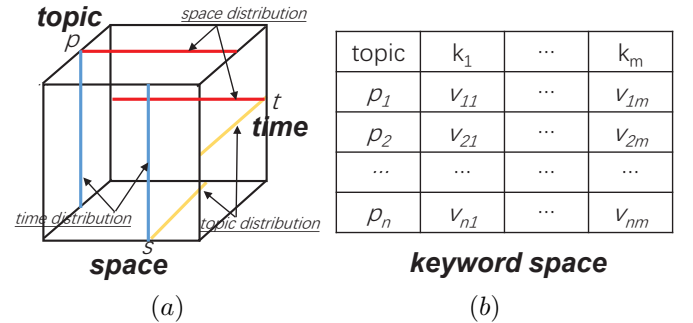 topic
space distribution
p
t
time
time distribution
topic distribution
s
space
(a)
topic k₁ ⋯ kₘ
p₁ v₁₁ ⋯ v₁ₘ
p₂ v₂₁ ⋯ v₂ₘ
⋯ ⋯ ⋯ ⋯
pₙ vₙ₁ ⋯ vₙₘ
keyword space
(b)